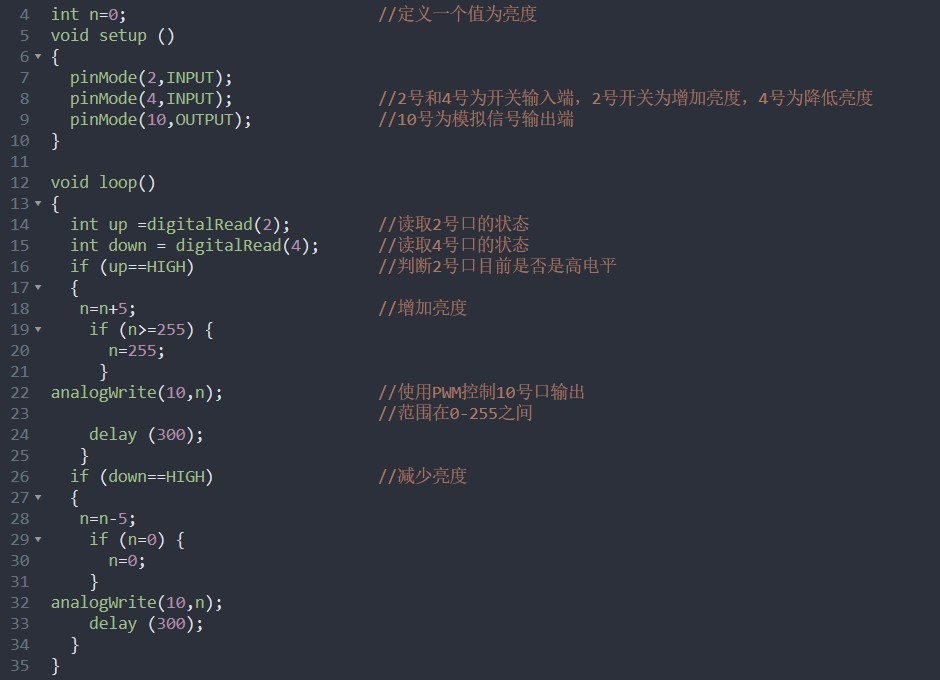 4 int n=0; //定义一个值为亮度
5 void setup ()
6 {
7 pinMode(2,INPUT);
8 pinMode(4,INPUT); //2号和4号为开关输入端，2号开关为增加亮度，4号为降低亮度
9 pinMode(10,OUTPUT); //10号为模拟信号输出端
10 }
11
12 void loop()
13 {
14 int up =digitalRead(2); //读取2号口的状态
15 int down = digitalRead(4); //读取4号口的状态
16 if (up==HIGH) //判断2号口目前是否是高电平
17 {
18 n=n+5; //增加亮度
19 if (n>=255) {
20 n=255;
21 }
22 analogWrite(10,n); //使用PWM控制10号口输出
23 //范围在0-255之间
24 delay (300);
25 }
26 if (down==HIGH) //减少亮度
27 {
28 n=n-5;
29 if (n=0) {
30 n=0;
31 }
32 analogWrite(10,n);
33 delay (300);
34 }
35 }